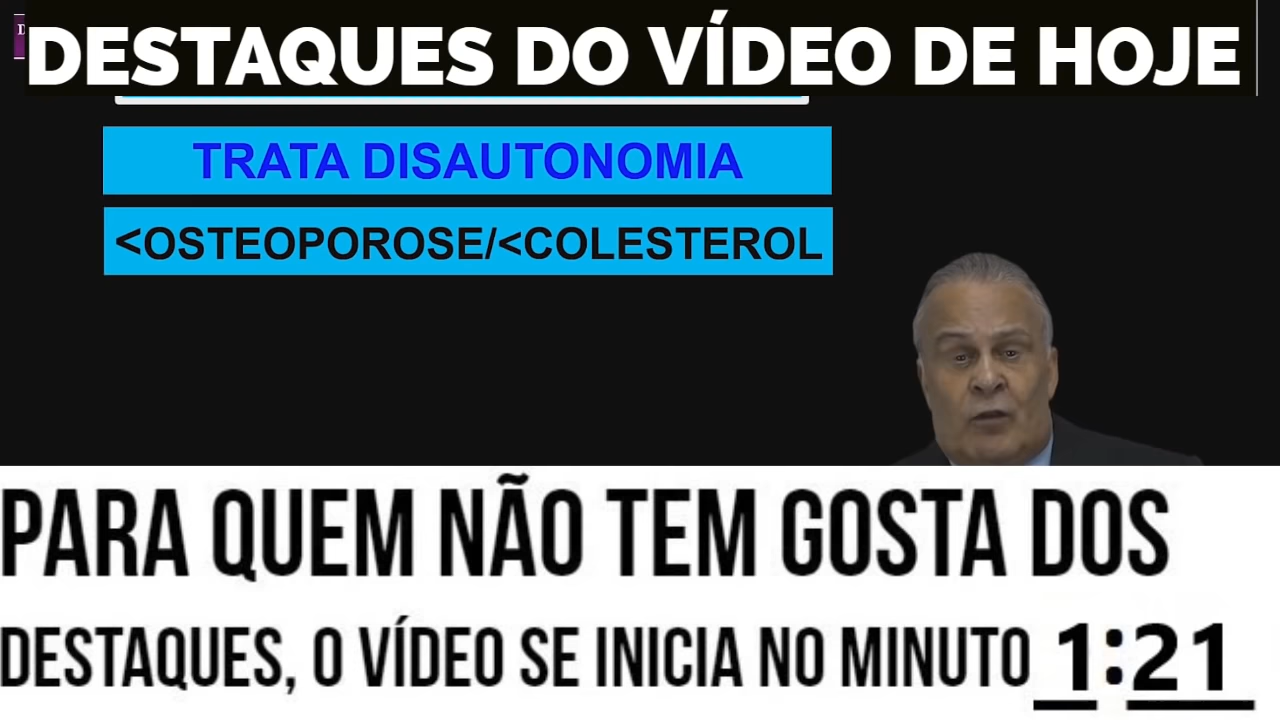 DESTAQUES DO VÍDEO DE HOJE
TRATA DISAUTONOMIA
<OSTEOPOROSE/<COLESTEROL
PARA QUEM NÃO TEM GOSTA DOS
DESTAQUES, O VÍDEO SE INICIA NO MINUTO 1:21